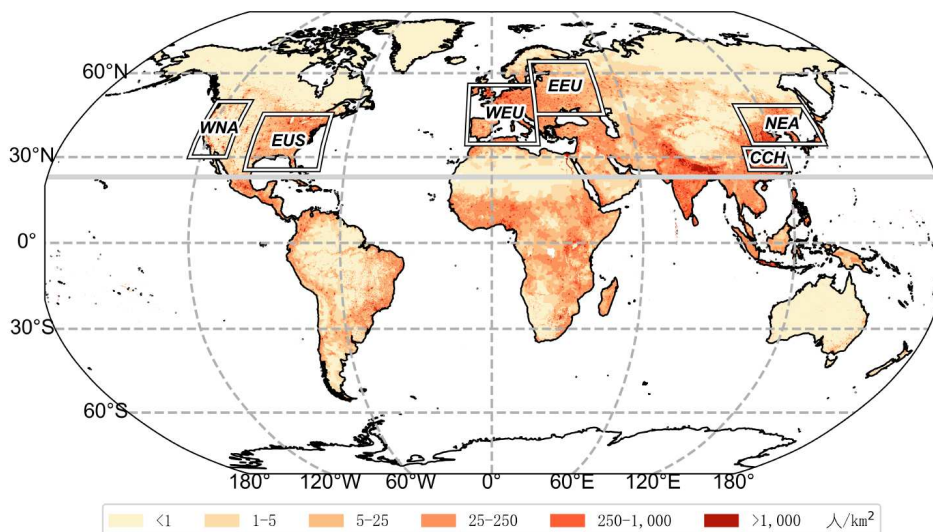 60°N
WNA
EUS
WEU
EEU
NEA
CCH
30°N
0°
30°S
60°S
180° 120°W 60°W 0° 60°E 120°E 180°
<1 1-5 5-25 25-250 250-1,000 >1,000 人/km²